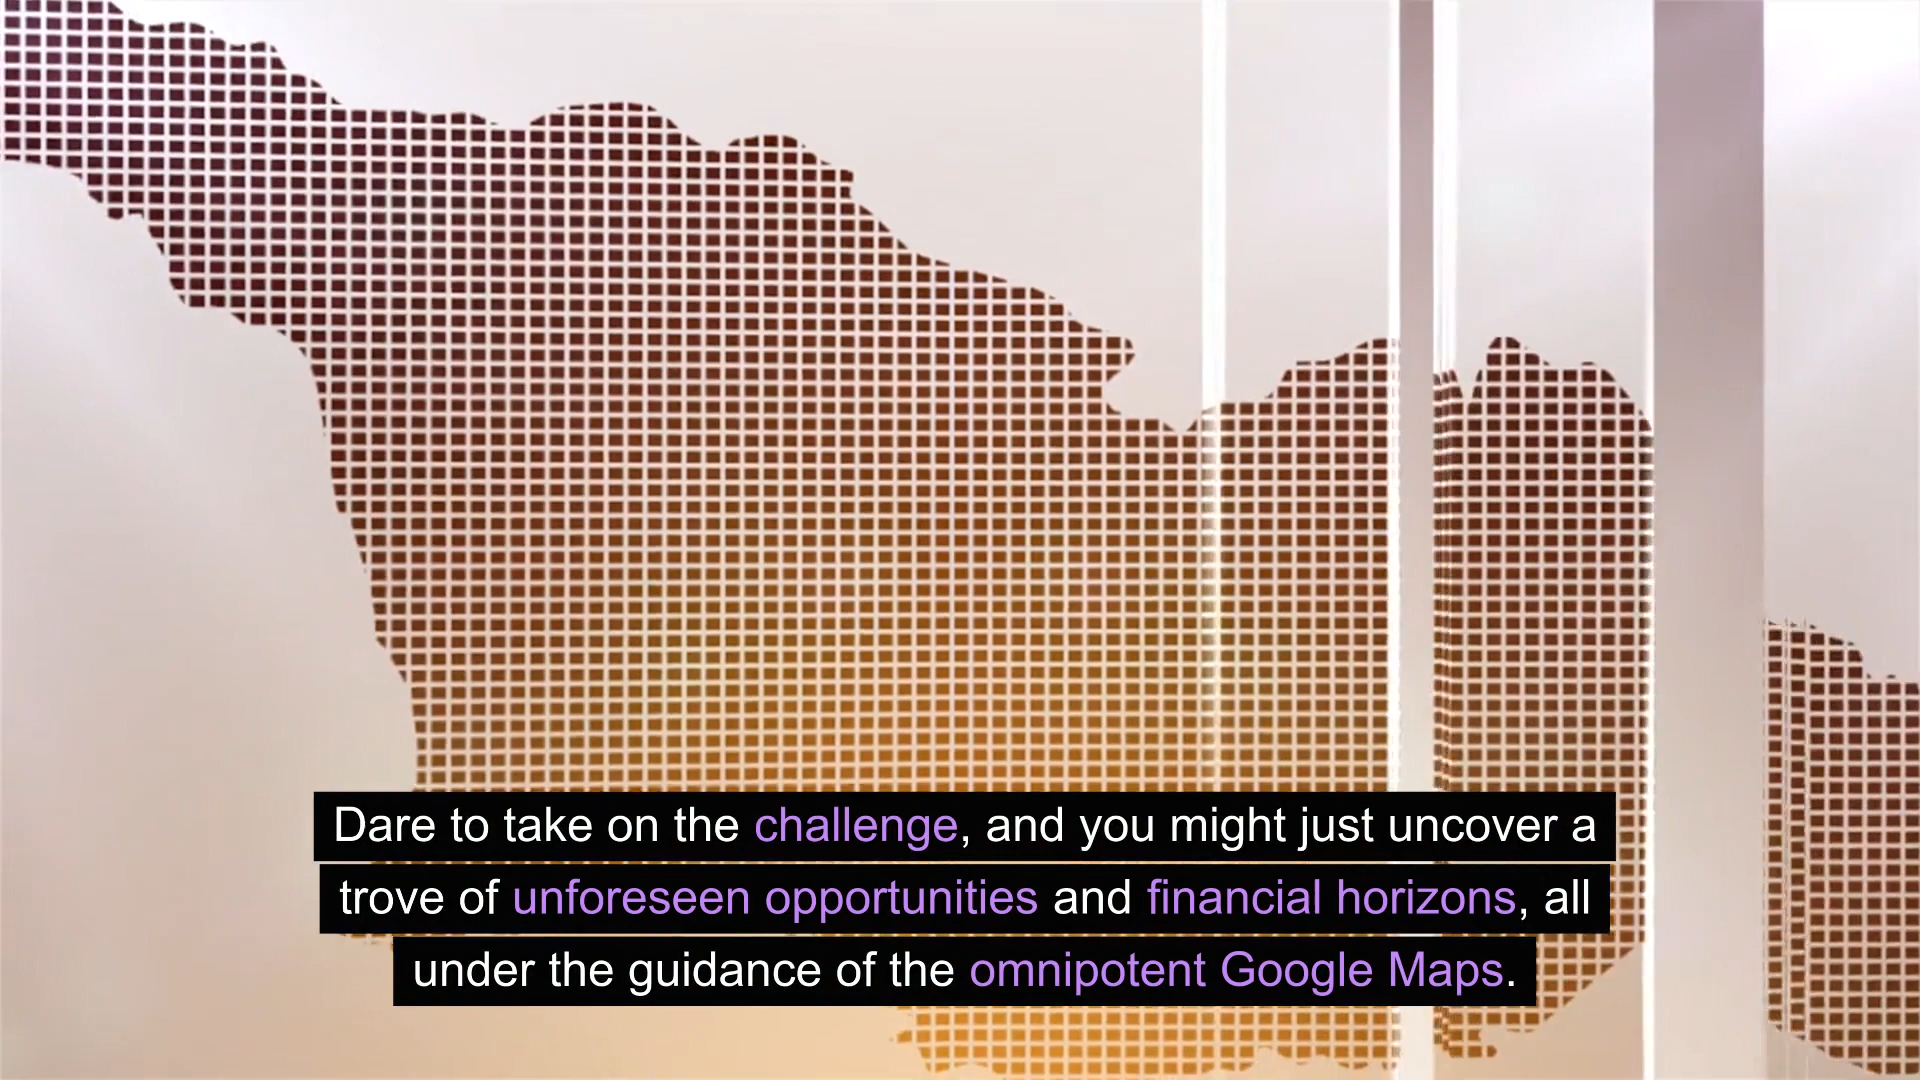 Dare to take on the challenge, and you might just uncover a
trove of unforeseen opportunities and financial horizons, all
under the guidance of the omnipotent Google Maps.